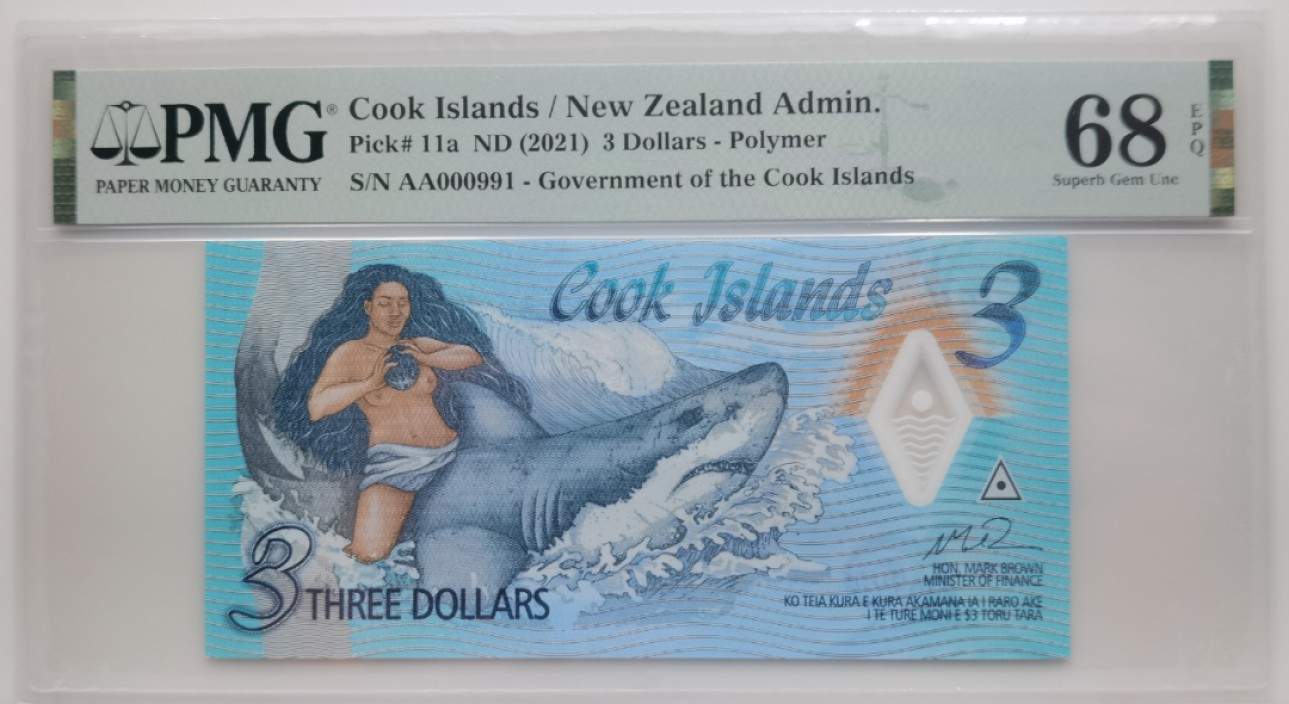 PMG®
PAPER MONEY GUARANTY
Cook Islands / New Zealand Admin.
Pick# 11a ND (2021) 3 Dollars - Polymer
S/N AA000991 - Government of the Cook Islands
68
EPQ
Superb Gem Unc
Cook Islands
3
HON. MARK BROWN
MINISTER OF FINANCE
3 THREE DOLLARS
KO TEIA KURA E KURA AKAMANA IA I RARO AKE
I TE TURE MONI E $3 TORU TARA